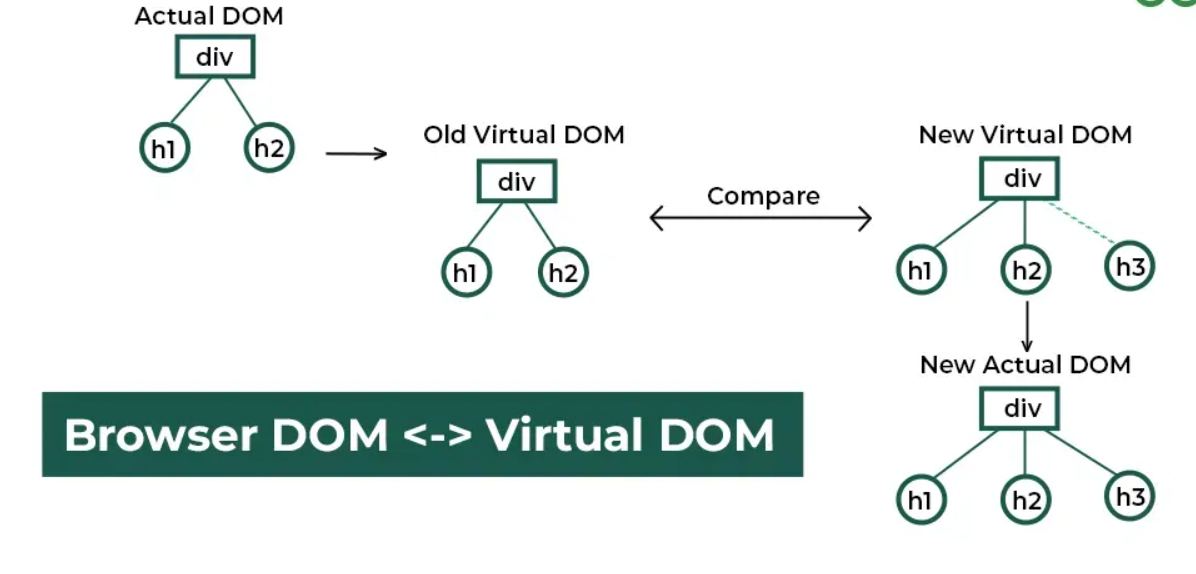 Actual DOM
div
h1
h2
Old Virtual DOM
div
h1
h2
Compare
New Virtual DOM
div
h1
h2
h3
New Actual DOM
div
h1
h2
h3
Browser DOM <-> Virtual DOM